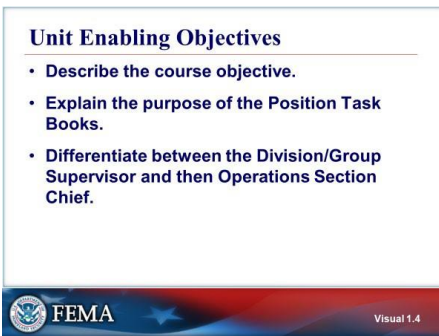 Unit Enabling Objectives
• Describe the course objective.
• Explain the purpose of the Position Task
Books.
• Differentiate between the Division/Group
Supervisor and then Operations Section
Chief.
FEMA
Visual 1.4